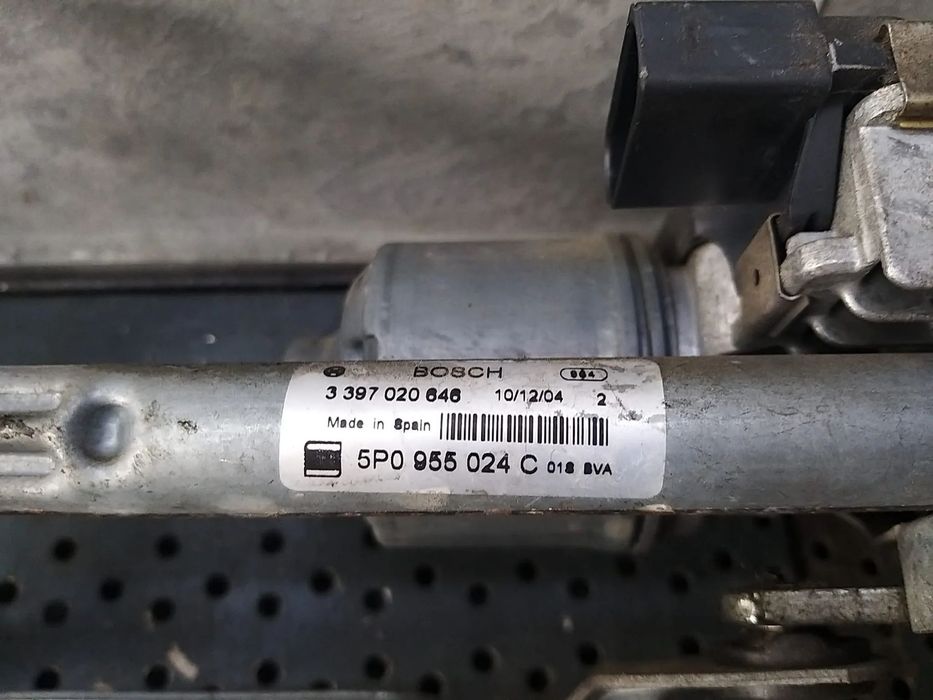 BOSCH
3 397 020 646 10/12/04 2
Made in Spain
5P0 955 024 C 018 BVA